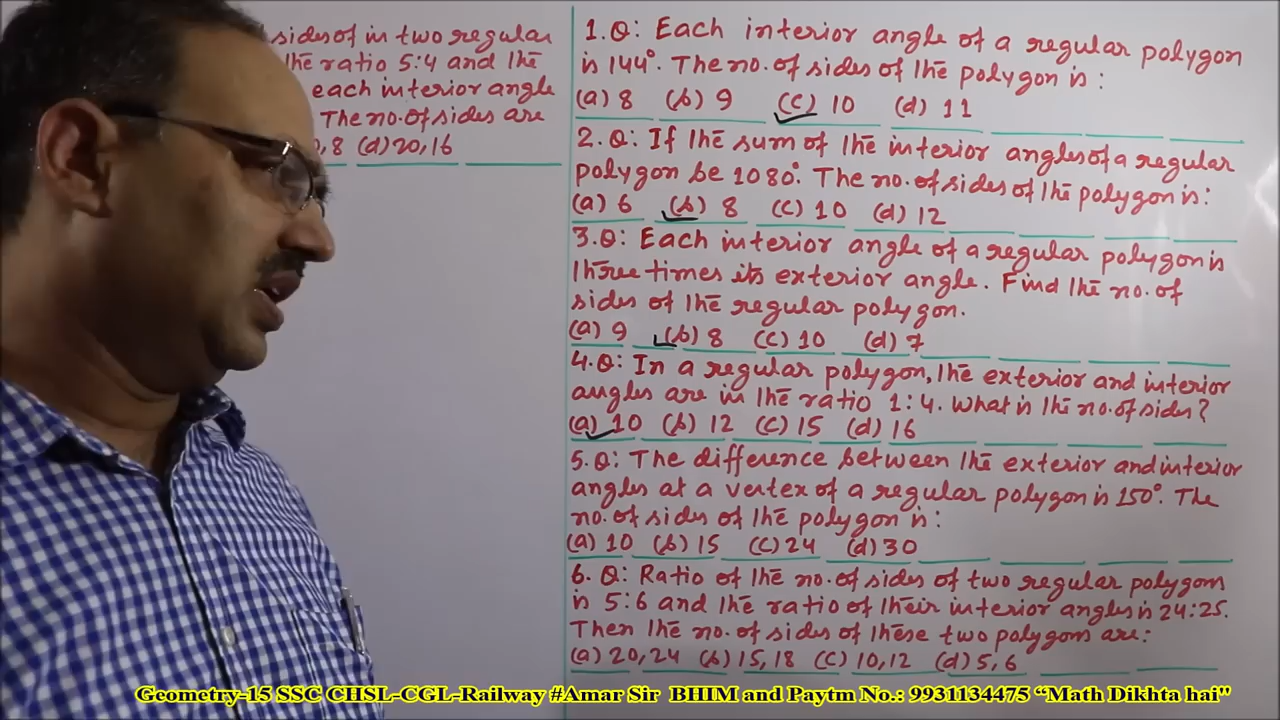 sides of in two regular
the ratio 5:4 and the
each interior angle
The no. of sides are
,8 (d) 20,16
1.Q: Each interior angle of a regular polygon
is 144°. The no. of sides of the polygon is :
(a) 8 (b) 9 (c) 10 (d) 11
2.Q: If the sum of the interior angles of a regular
polygon be 1080°. The no. of sides of the polygon is:
(a) 6 (b) 8 (c) 10 (d) 12
3.Q: Each interior angle of a regular polygon is
three times its exterior angle. Find the no. of
sides of the regular polygon.
(a) 9 (b) 8 (c) 10 (d) 7
4.Q: In a regular polygon, the exterior and interior
angles are in the ratio 1:4. What is the no. of sides?
(a) 10 (b) 12 (c) 15 (d) 16
5.Q: The difference between the exterior and interior
angles at a vertex of a regular polygon is 150°. The
no. of sides of the polygon is:
(a) 10 (b) 15 (c) 24 (d) 30
6. Q: Ratio of the no. of sides of two regular polygons
is 5:6 and the ratio of their interior angles is 24:25.
Then the no. of sides of these two polygons are:
(a) 20,24 (b) 15,18 (c) 10,12 (d) 5,6
Geometry-15 SSC CHSL-CGL-Railway #Amar Sir BHIM and Paytm No.: 9931134475 “Math Dikhta hai"